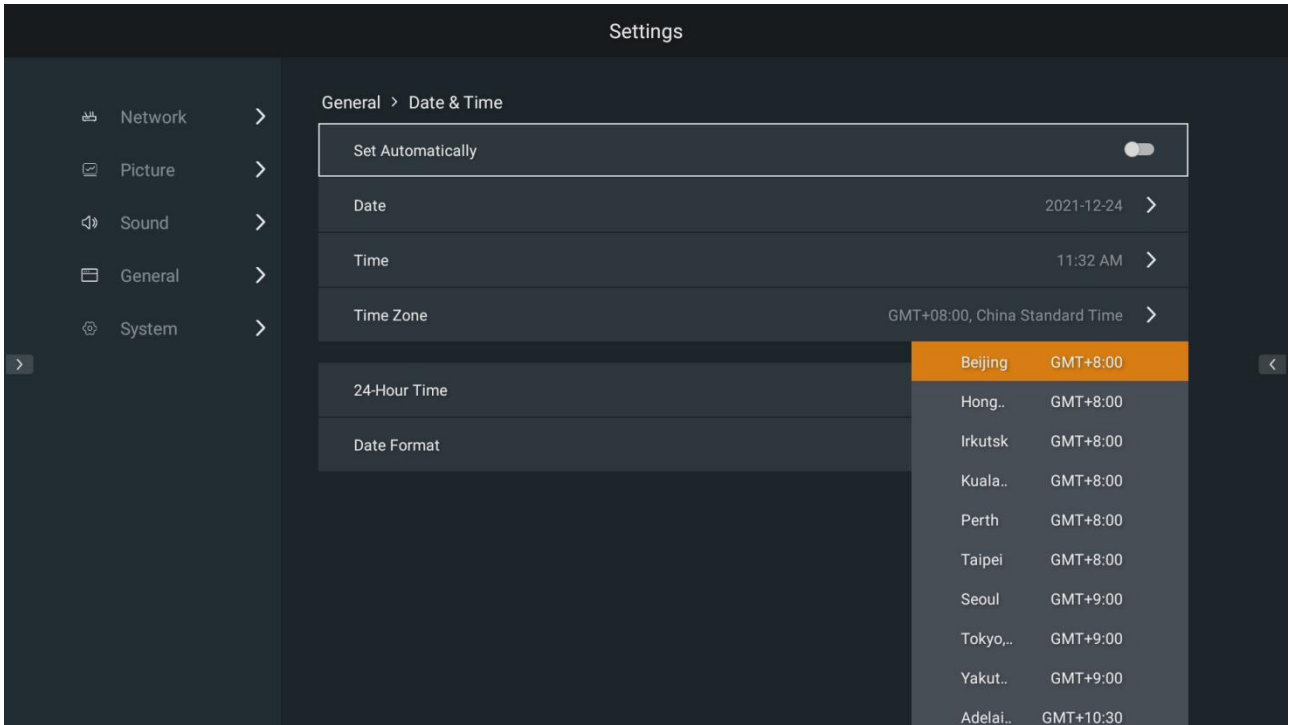 Settings
Network
Picture
Sound
General
System
General > Date & Time
Set Automatically
Date 2021-12-24
Time 11:32 AM
Time Zone GMT+08:00, China Standard Time
24-Hour Time
Date Format
Beijing GMT+8:00
Hong.. GMT+8:00
Irkutsk GMT+8:00
Kuala.. GMT+8:00
Perth GMT+8:00
Taipei GMT+8:00
Seoul GMT+9:00
Tokyo,.. GMT+9:00
Yakut.. GMT+9:00
Adelai.. GMT+10:30